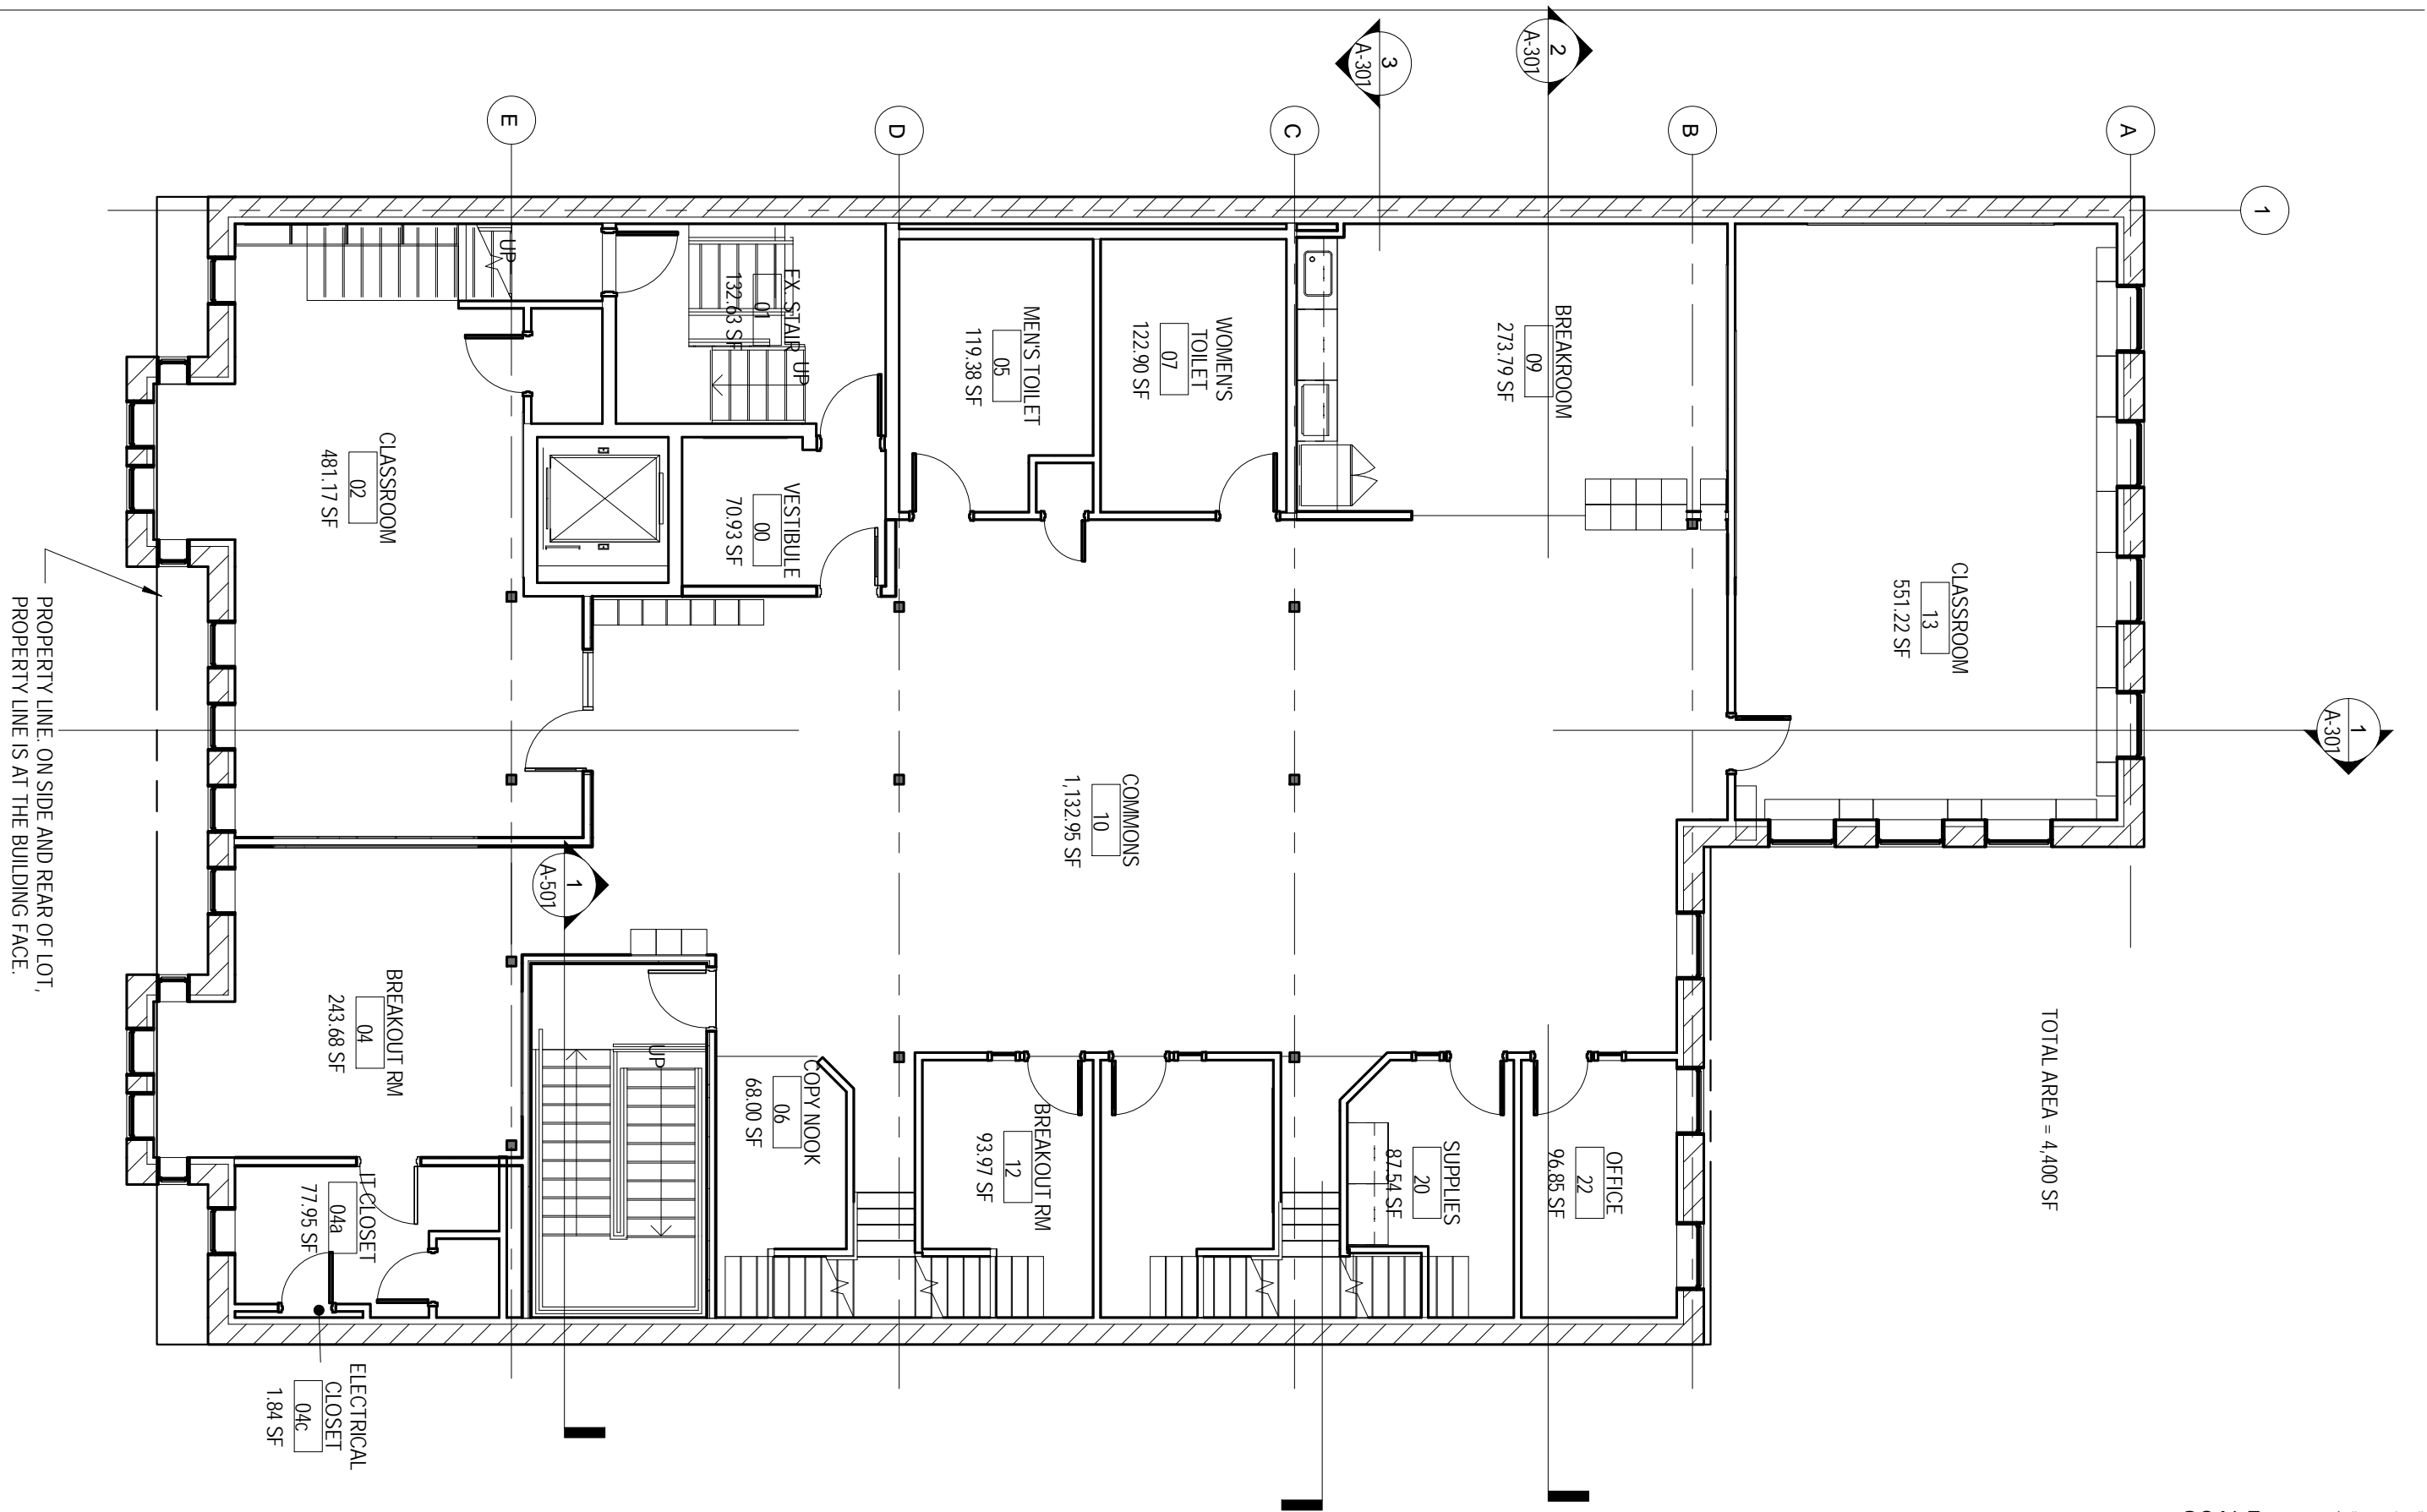 1
A-301
A
TOTAL AREA = 4,400 SF
1
CLASSROOM
13
551.22 SF
B
2
A-301
BREAKROOM
09
273.79 SF
OFFICE
22
96.85 SF
3
A-301
SUPPLIES
20
87.54 SF
C
WOMEN'S
TOILET
07
122.90 SF
COMMONS
10
1,132.95 SF
MEN'S TOILET
05
119.38 SF
BREAKOUT RM
12
93.97 SF
D
EX. STAIR
01
132.63 SF
UP
VESTIBULE
00
70.93 SF
COPY NOOK
06
68.00 SF
UP
1
A-501
E
UP
CLASSROOM
02
481.17 SF
BREAKOUT RM
04
243.68 SF
IT CLOSET
04a
77.95 SF
ELECTRICAL
CLOSET
04c
1.84 SF
PROPERTY LINE. ON SIDE AND REAR OF LOT,
PROPERTY LINE IS AT THE BUILDING FACE.